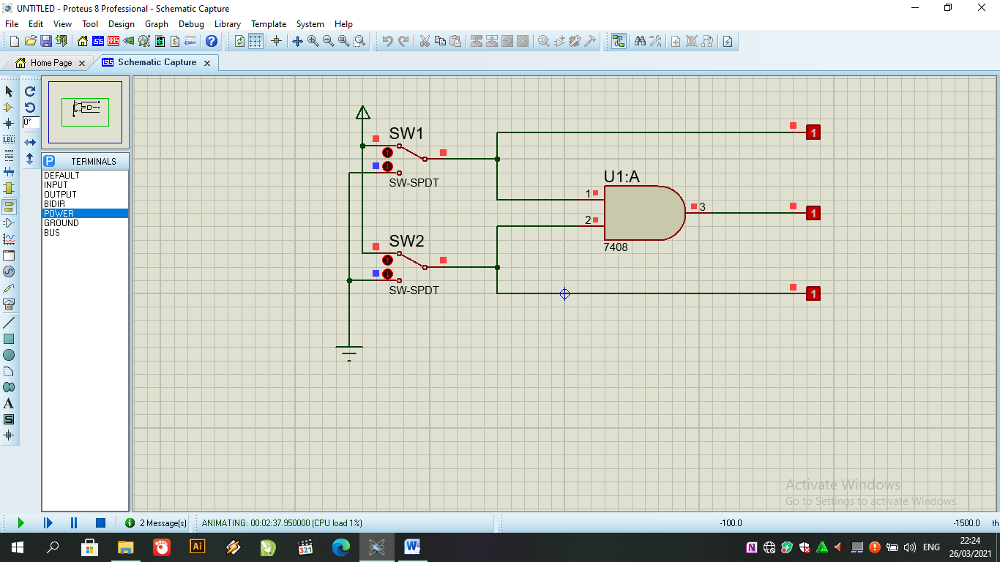 UNTITLED - Proteus 8 Professional - Schematic Capture
File Edit View Tool Design Graph Debug Library Template System Help
Home Page
Schematic Capture
0°
LBL
P TERMINALS
DEFAULT
INPUT
OUTPUT
BIDIR
POWER
GROUND
BUS
A
S
SW1
SW-SPDT
SW2
SW-SPDT
U1:A
1
2
3
7408
1
1
1
Activate Windows
Go to Settings to activate Windows.
2 Message(s)
ANIMATING: 00:02:37.950000 (CPU load 1%)
-100.0
-1500.0
th
Ai
321
W
N
ENG
22:24
26/03/2021